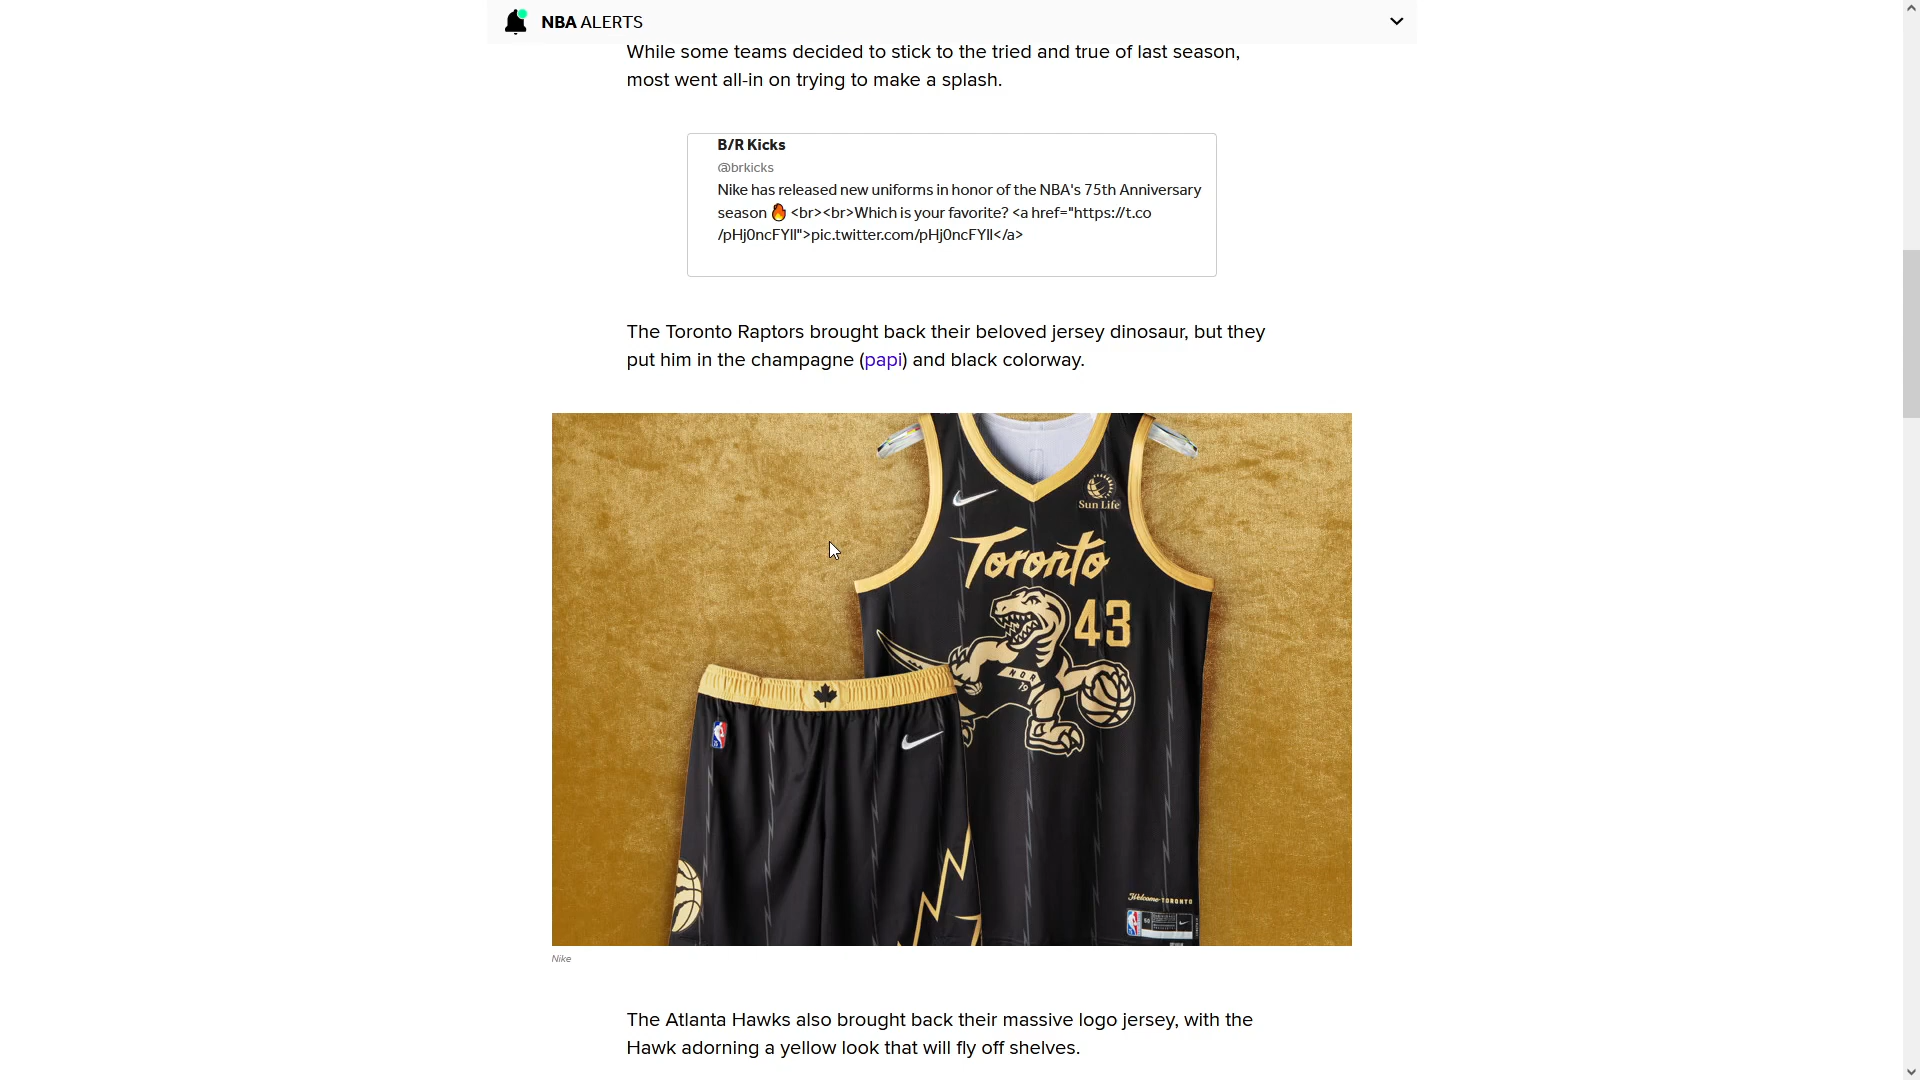 NBA ALERTS
While some teams decided to stick to the tried and true of last season,
most went all-in on trying to make a splash.
B/R Kicks
@brkicks
Nike has released new uniforms in honor of the NBA's 75th Anniversary
season 🔥 <br><br>Which is your favorite? <a href="https://t.co
/pHj0ncFYIl">pic.twitter.com/pHj0ncFYIl</a>
The Toronto Raptors brought back their beloved jersey dinosaur, but they
put him in the champagne (papi) and black colorway.
Sun Life
Toronto
43
NOR
19
Welcome TORONTO
Nike
The Atlanta Hawks also brought back their massive logo jersey, with the
Hawk adorning a yellow look that will fly off shelves.